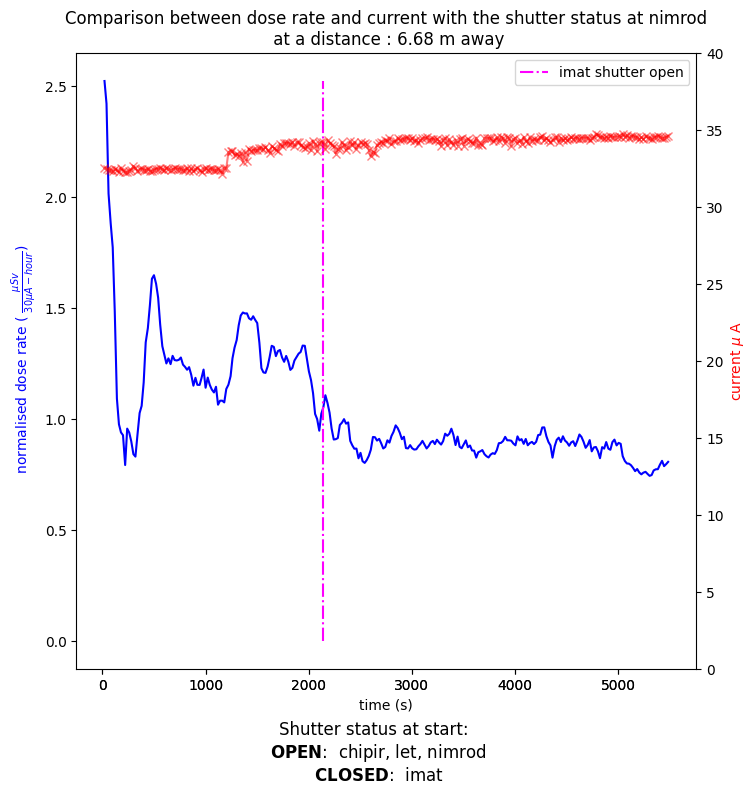 Comparison between dose rate and current with the shutter status at nimrod
at a distance : 6.68 m away
imat shutter open
normalised dose rate ( μSv / 30μA − hour )
2.5
2.0
1.5
1.0
0.5
0.0
40
35
30
25
20
15
10
5
0
current μ A
0 1000 2000 3000 4000 5000
time (s)
Shutter status at start:
OPEN: chipir, let, nimrod
CLOSED: imat